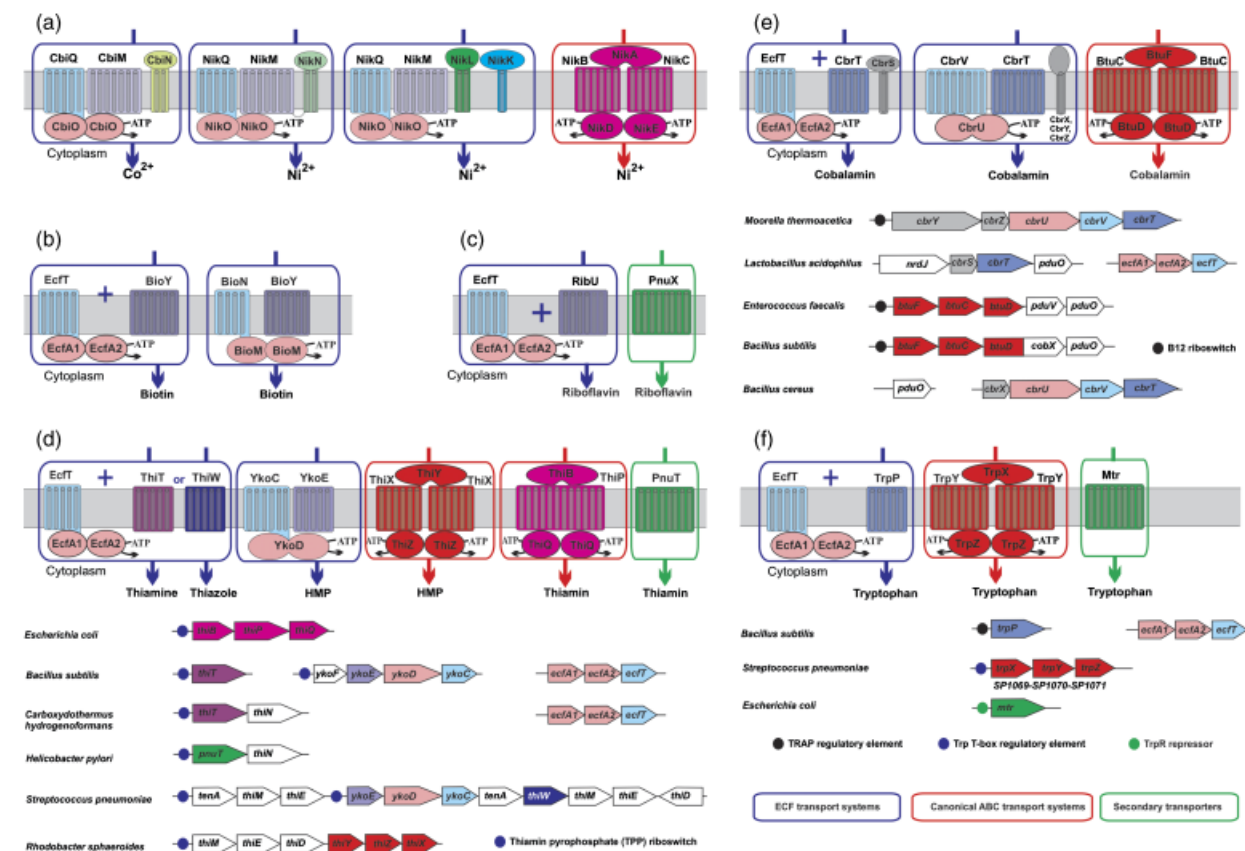 (a)
CbiQ CbiM CbiN
CbiO CbiO ATP
Cytoplasm
Co2+
NikQ NikM NikN
NikO NikO ATP
Ni2+
NikQ NikM NikL NikK
NikO NikO ATP
Ni2+
NikB NikA NikC
ATP NikD NikE ATP
Ni2+
(b)
EcfT + BioY
EcfA1 EcfA2 ATP
Cytoplasm
Biotin
BioN BioY
BioM BioM ATP
Biotin
(c)
EcfT + RibU
EcfA1 EcfA2 ATP
Cytoplasm
Riboflavin
PnuX
Riboflavin
(d)
EcfT + ThiT or ThiW
EcfA1 EcfA2 ATP
Cytoplasm
Thiamine Thiazole
YkoC YkoE
YkoD ATP
HMP
ThiX ThiY ThiX
ATP ThiZ ThiZ ATP
HMP
ThiB ThiP
ATP ThiQ ThiQ ATP
Thiamin
PnuT
Thiamin
Escherichia coli thiB thiP thiQ
Bacillus subtilis thiT ykoF ykoE ykoD ykoC ecfA1 ecfA2 ecfT
Carboxydothermus
hydrogenoformans thiT thiN ecfA1 ecfA2 ecfT
Helicobacter pylori pnuT thiN
Streptococcus pneumoniae tenA thiM thiE ykoE ykoD ykoC tenA thiW thiM thiE thiD
Rhodobacter sphaeroides thiM thiE thiD thiY thiZ thiX
Thiamin pyrophosphate (TPP) riboswitch
(e)
EcfT + CbrT CbrS
EcfA1 EcfA2 ATP
Cytoplasm
Cobalamin
CbrV CbrT
CbrU ATP
CbrX,
CbrY,
CbrZ
Cobalamin
BtuC BtuF BtuC
ATP BtuD BtuD ATP
Cobalamin
Moorella thermoacetica cbrY cbrZ cbrU cbrV cbrT
Lactobacillus acidophilus nrdJ cbrS cbrT pduO ecfA1 ecfA2 ecfT
Enterococcus faecalis btuF btuC btuD pduV pduO
Bacillus subtilis btuF btuC btuD cobX pduO
B12 riboswitch
Bacillus cereus pduO cbrX cbrU cbrV cbrT
(f)
EcfT + TrpP
EcfA1 EcfA2 ATP
Cytoplasm
Tryptophan
TrpY TrpX TrpY
ATP TrpZ TrpZ ATP
Tryptophan
Mtr
Tryptophan
Bacillus subtilis trpP ecfA1 ecfA2 ecfT
Streptococcus pneumoniae trpX trpY trpZ
SP1069-SP1070-SP1071
Escherichia coli mtr
TRAP regulatory element Trp T-box regulatory element TrpR repressor
ECF transport systems Canonical ABC transport systems Secondary transporters